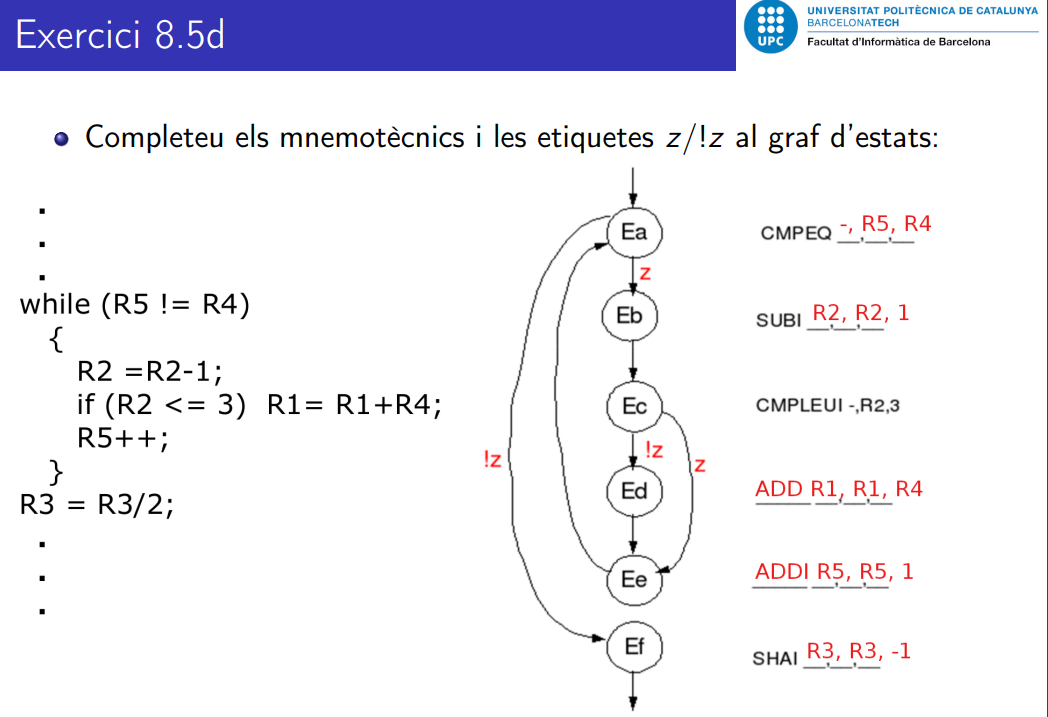 Exercici 8.5d
UNIVERSITAT POLITÈCNICA DE CATALUNYA
BARCELONATECH
UPC
Facultat d'Informàtica de Barcelona
Completeu els mnemotècnics i les etiquetes z/!z al graf d'estats:
.
.
.
while (R5 != R4)
{
R2 =R2-1;
if (R2 <= 3) R1= R1+R4;
R5++;
}
R3 = R3/2;
.
.
.
Ea
CMPEQ -, R5, R4
z
Eb
SUBI R2, R2, 1
Ec
CMPLEUI -,R2,3
!z
!z
z
Ed
ADD R1, R1, R4
Ee
ADDI R5, R5, 1
Ef
SHAI R3, R3, -1